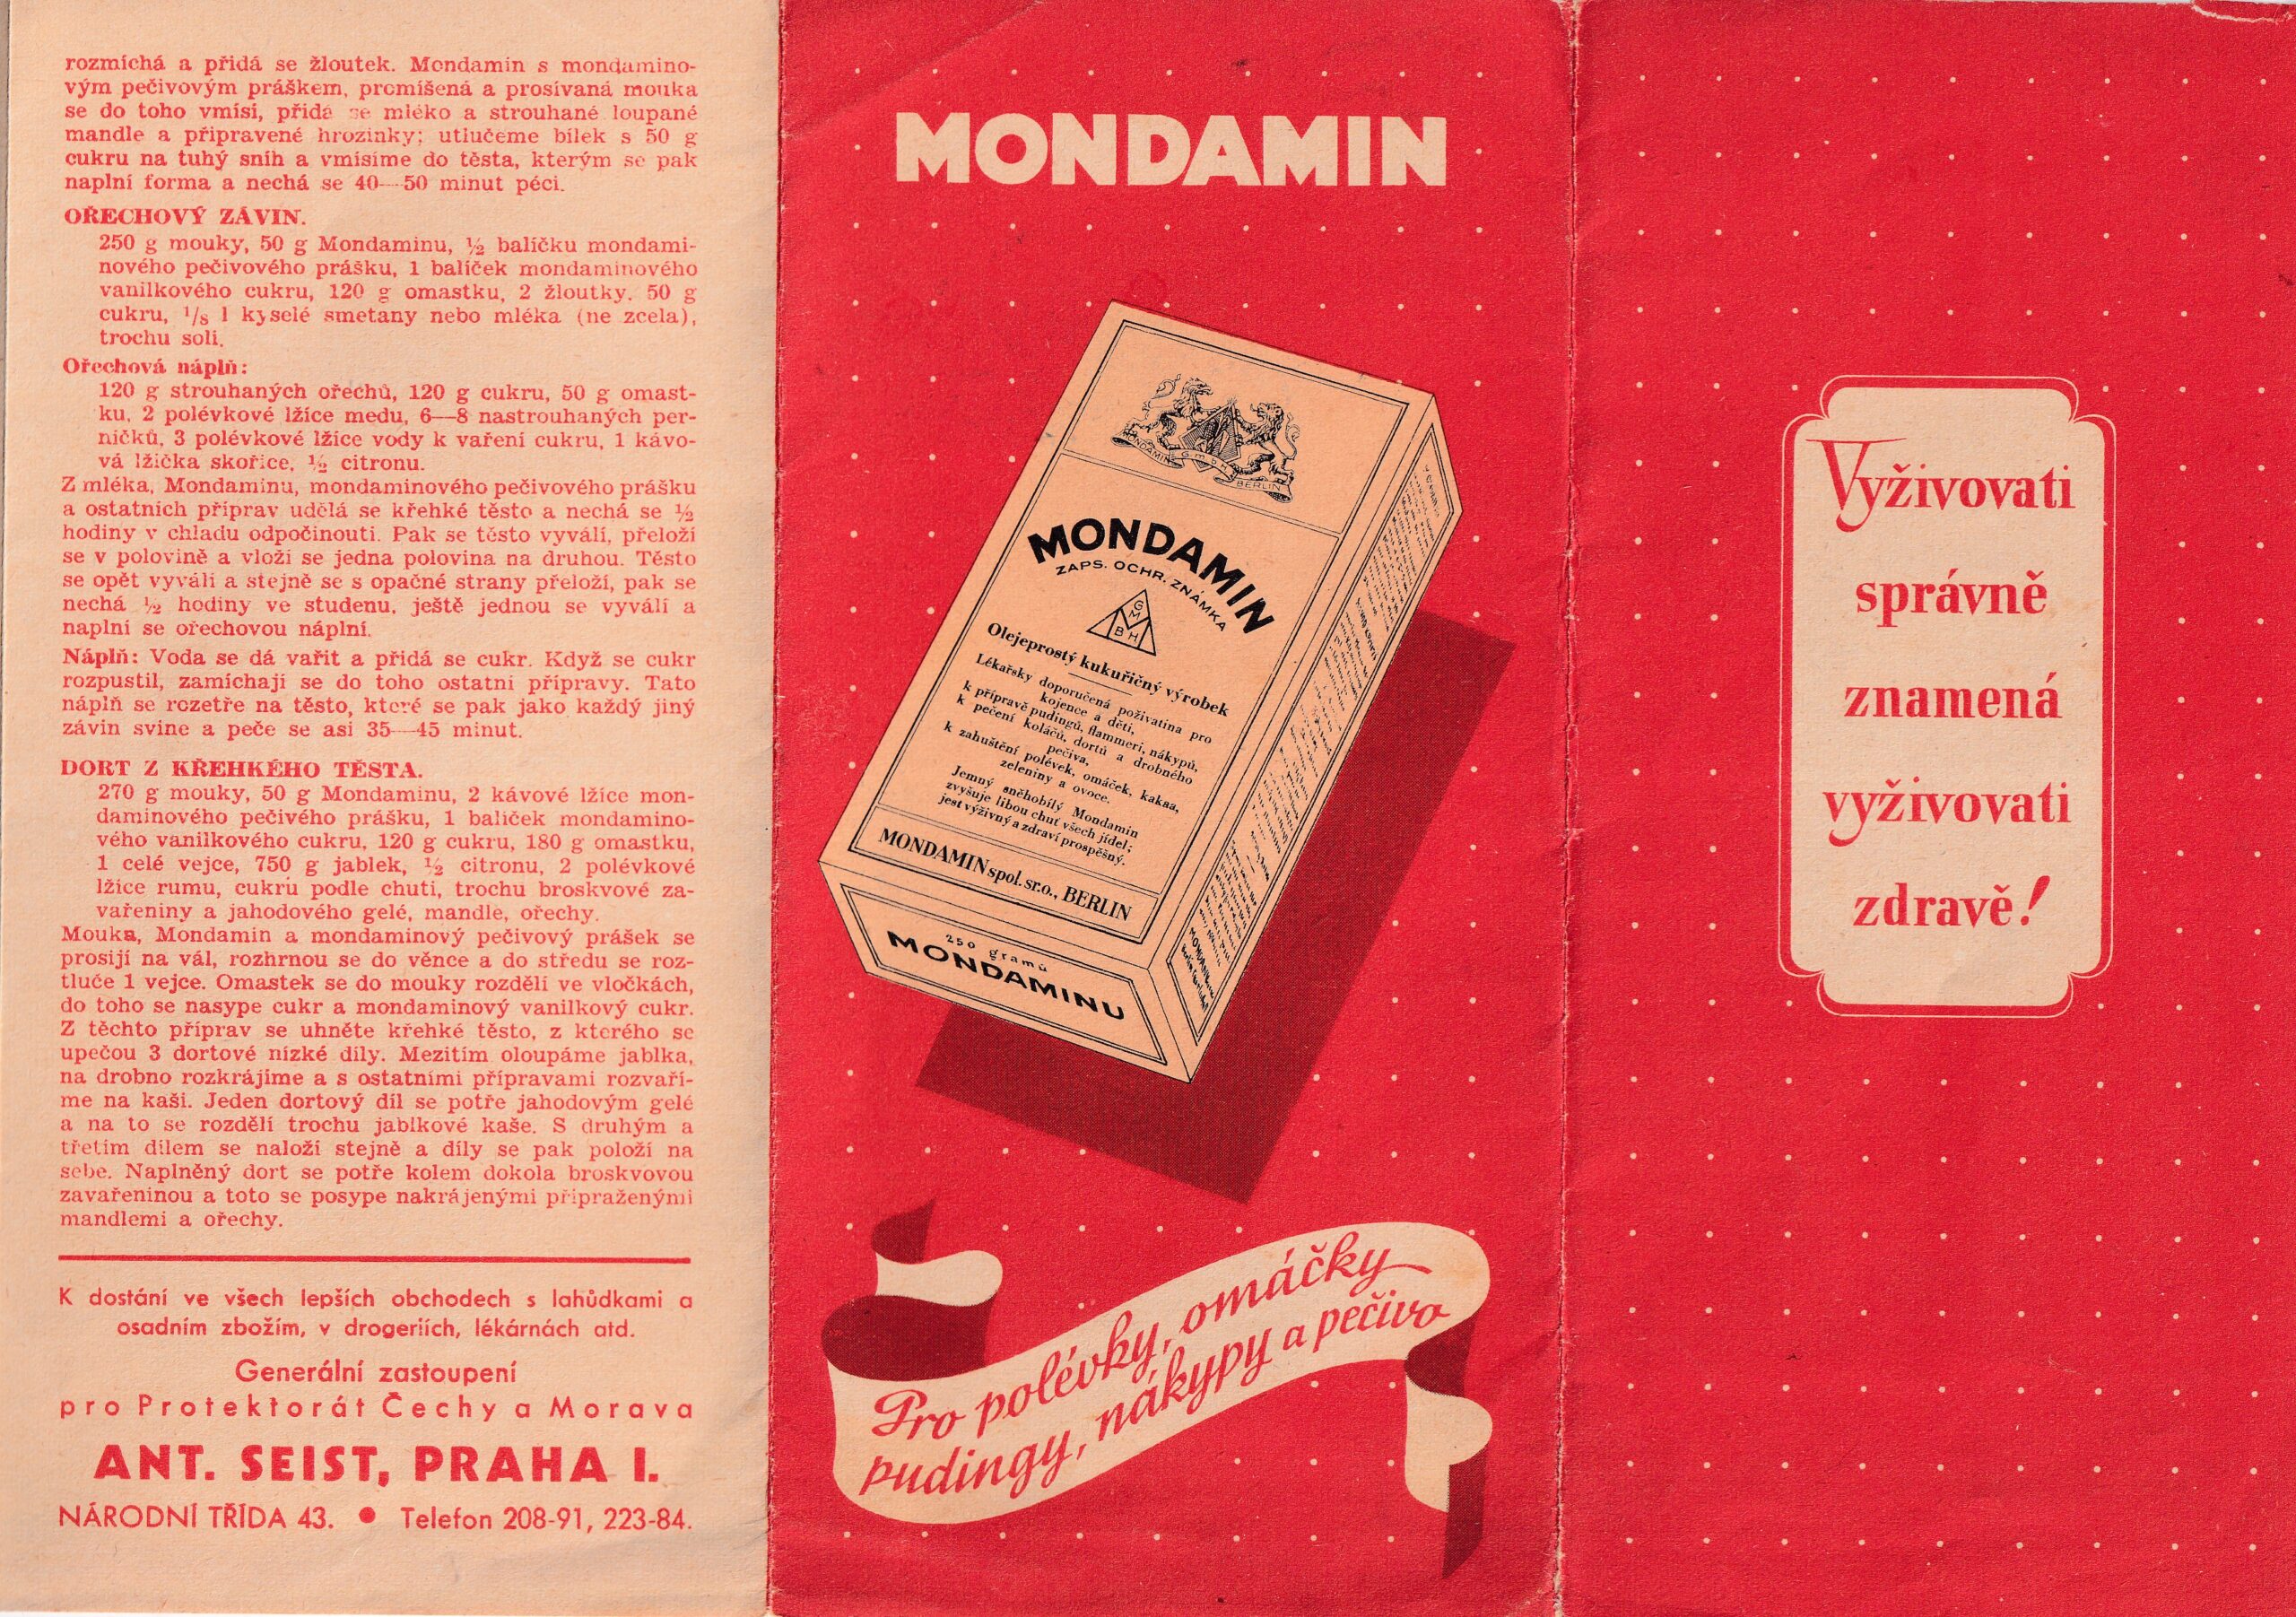 rozmíchá a přidá se žloutek. Mondamin s mondamino-
vým pečivovým práškem, promíšená a prosívaná mouka
se do toho vmísí, přidá se mléko a strouhané loupané
mandle a připravené hrozinky; utlučeme bílek s 50 g
cukru na tuhý sníh a vmísíme do těsta, kterým se pak
naplní forma a nechá se 40—50 minut péci.
OŘECHOVÝ ZÁVIN.
250 g mouky, 50 g Mondaminu, ½ balíčku mondami-
nového pečivového prášku, 1 balíček mondaminového
vanilkového cukru, 120 g omastku, 2 žloutky, 50 g
cukru, 1/8 l kyselé smetany nebo mléka (ne zcela),
trochu soli.
Ořechová náplň:
120 g strouhaných ořechů, 120 g cukru, 50 g omast-
ku, 2 polévkové lžíce medu, 6—8 nastrouhaných per-
níčků, 3 polévkové lžíce vody k vaření cukru, 1 kávo-
vá lžička skořice, ½ citronu.
Z mléka, Mondaminu, mondaminového pečivového prášku
a ostatních příprav udělá se křehké těsto a nechá se ½
hodiny v chladu odpočinouti. Pak se těsto vyválí, přeloží
se v polovině a vloží se jedna polovina na druhou. Těsto
se opět vyválí a stejně se s opačné strany přeloží, pak se
nechá ½ hodiny ve studenu, ještě jednou se vyválí a
naplní se ořechovou náplní.
Náplň: Voda se dá vařit a přidá se cukr. Když se cukr
rozpustil, zamíchají se do toho ostatní přípravy. Tato
náplň se rozetře na těsto, které se pak jako každý jiný
závin svine a peče se asi 35—45 minut.
DORT Z KŘEHKÉHO TĚSTA.
270 g mouky, 50 g Mondaminu, 2 kávové lžíce mon-
daminového pečivého prášku, 1 balíček mondamino-
vého vanilkového cukru, 120 g cukru, 180 g omastku,
1 celé vejce, 750 g jablek, ½ citronu, 2 polévkové
lžíce rumu, cukru podle chuti, trochu broskvové za-
vařeniny a jahodového gelé, mandle, ořechy.
Mouka, Mondamin a mondaminový pečivový prášek se
prosijí na vál, rozhrnou se do věnce a do středu se roz-
tluče 1 vejce. Omastek se do mouky rozdělí ve vločkách,
do toho se nasype cukr a mondaminový vanilkový cukr.
Z těchto příprav se uhněte křehké těsto, z kterého se
upečou 3 dortové nízké díly. Mezitím oloupáme jablka,
na drobno rozkrájíme a s ostatními přípravami rozvaří-
me na kaši. Jeden dortový díl se potře jahodovým gelé
a na to se rozdělí trochu jablkové kaše. S druhým a
třetím dílem se naloží stejně a díly se pak položí na
sebe. Naplněný dort se potře kolem dokola broskvovou
zavařeninou a toto se posype nakrájenými připraženými
mandlemi a ořechy.
K dostání ve všech lepších obchodech s lahůdkami a
osadním zbožím, v drogeriích, lékárnách atd.
Generální zastoupení
pro Protektorát Čechy a Morava
ANT. SEIST, PRAHA I.
NÁRODNÍ TŘÍDA 43. • Telefon 208-91, 223-84.
MONDAMIN
MONDAMIN G.m.b.H. BERLIN
MONDAMIN
ZAPS. OCHR. ZNÁMKA
G M BH
Olejeprostý kukuřičný výrobek
Lékařsky doporučená poživatina pro
kojence a děti,
k přípravě pudingů, flammeri, nákypů,
k pečení koláčů, dortů a drobného
pečiva,
k zahuštění polévek, omáček, kakaa,
zeleniny a ovoce.
Jemný sněhobílý Mondamin
zvyšuje libou chuť všech jídel;
jest výživný a zdraví prospěšný.
MONDAMIN spol. sr.o., BERLIN
250 gramů
MONDAMINU
Pro polévky, omáčky
pudingy, nákypy a pečivo
Vyživovati
správně
znamená
vyživovati
zdravě!